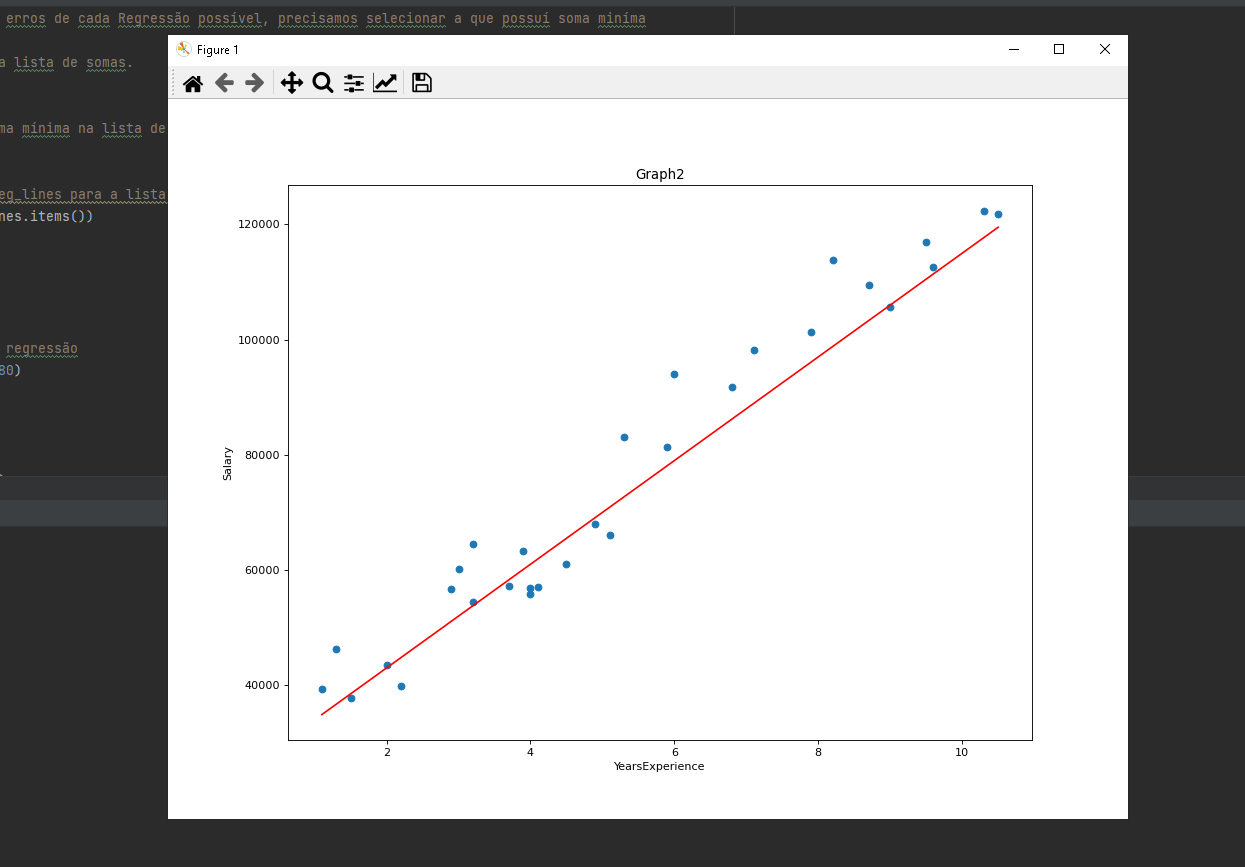 erros de cada Regressão possível, precisamos selecionar a que possui soma mínima
Figure 1
a lista de somas.
ma mínima na lista de
Graph2
eg_lines para a lista
nes.items())
120000
100000
regressão
80)
80000
Salary
60000
40000
2 4 6 8 10
YearsExperience